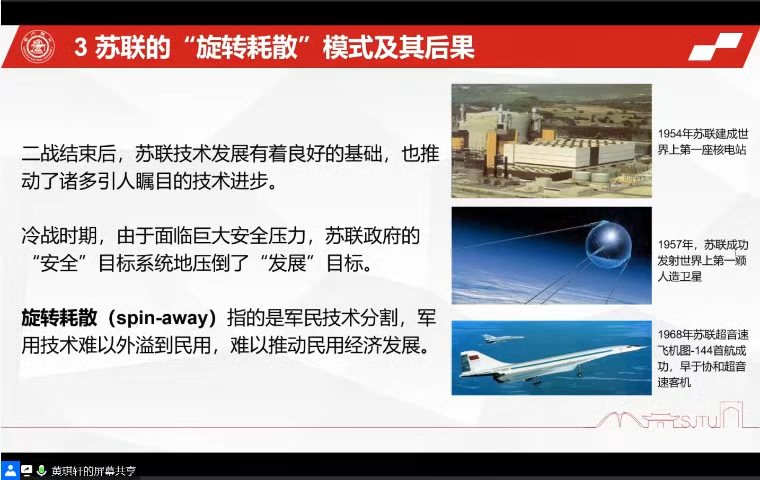 3 苏联的“旋转耗散”模式及其后果
二战结束后，苏联技术发展有着良好的基础，也推
动了诸多引人瞩目的技术进步。
冷战时期，由于面临巨大安全压力，苏联政府的
“安全”目标系统地压倒了“发展”目标。
旋转耗散（spin-away）指的是军民技术分割，军
用技术难以外溢到民用，难以推动民用经济发展。
1954年苏联建成世
界上第一座核电站
1957年，苏联成功
发射世界上第一颗
人造卫星
1968年苏联超音速
飞机图-144首航成
功，早于协和超音
速客机
SJTU
黄琪轩的屏幕共享